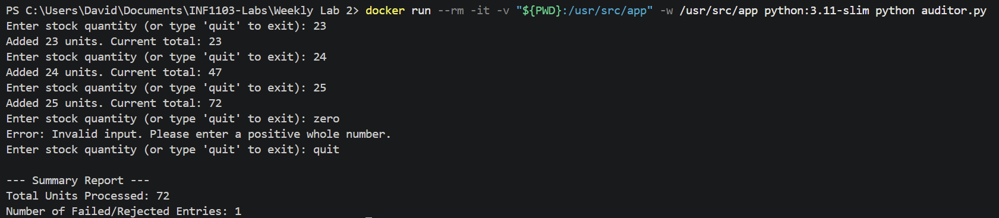 PS C:\Users\David\Documents\INF1103-Labs\Weekly Lab 2> docker run --rm -it -v "${PWD}:/usr/src/app" -w /usr/src/app python:3.11-slim python auditor.py
Enter stock quantity (or type 'quit' to exit): 23
Added 23 units. Current total: 23
Enter stock quantity (or type 'quit' to exit): 24
Added 24 units. Current total: 47
Enter stock quantity (or type 'quit' to exit): 25
Added 25 units. Current total: 72
Enter stock quantity (or type 'quit' to exit): zero
Error: Invalid input. Please enter a positive whole number.
Enter stock quantity (or type 'quit' to exit): quit

--- Summary Report ---
Total Units Processed: 72
Number of Failed/Rejected Entries: 1